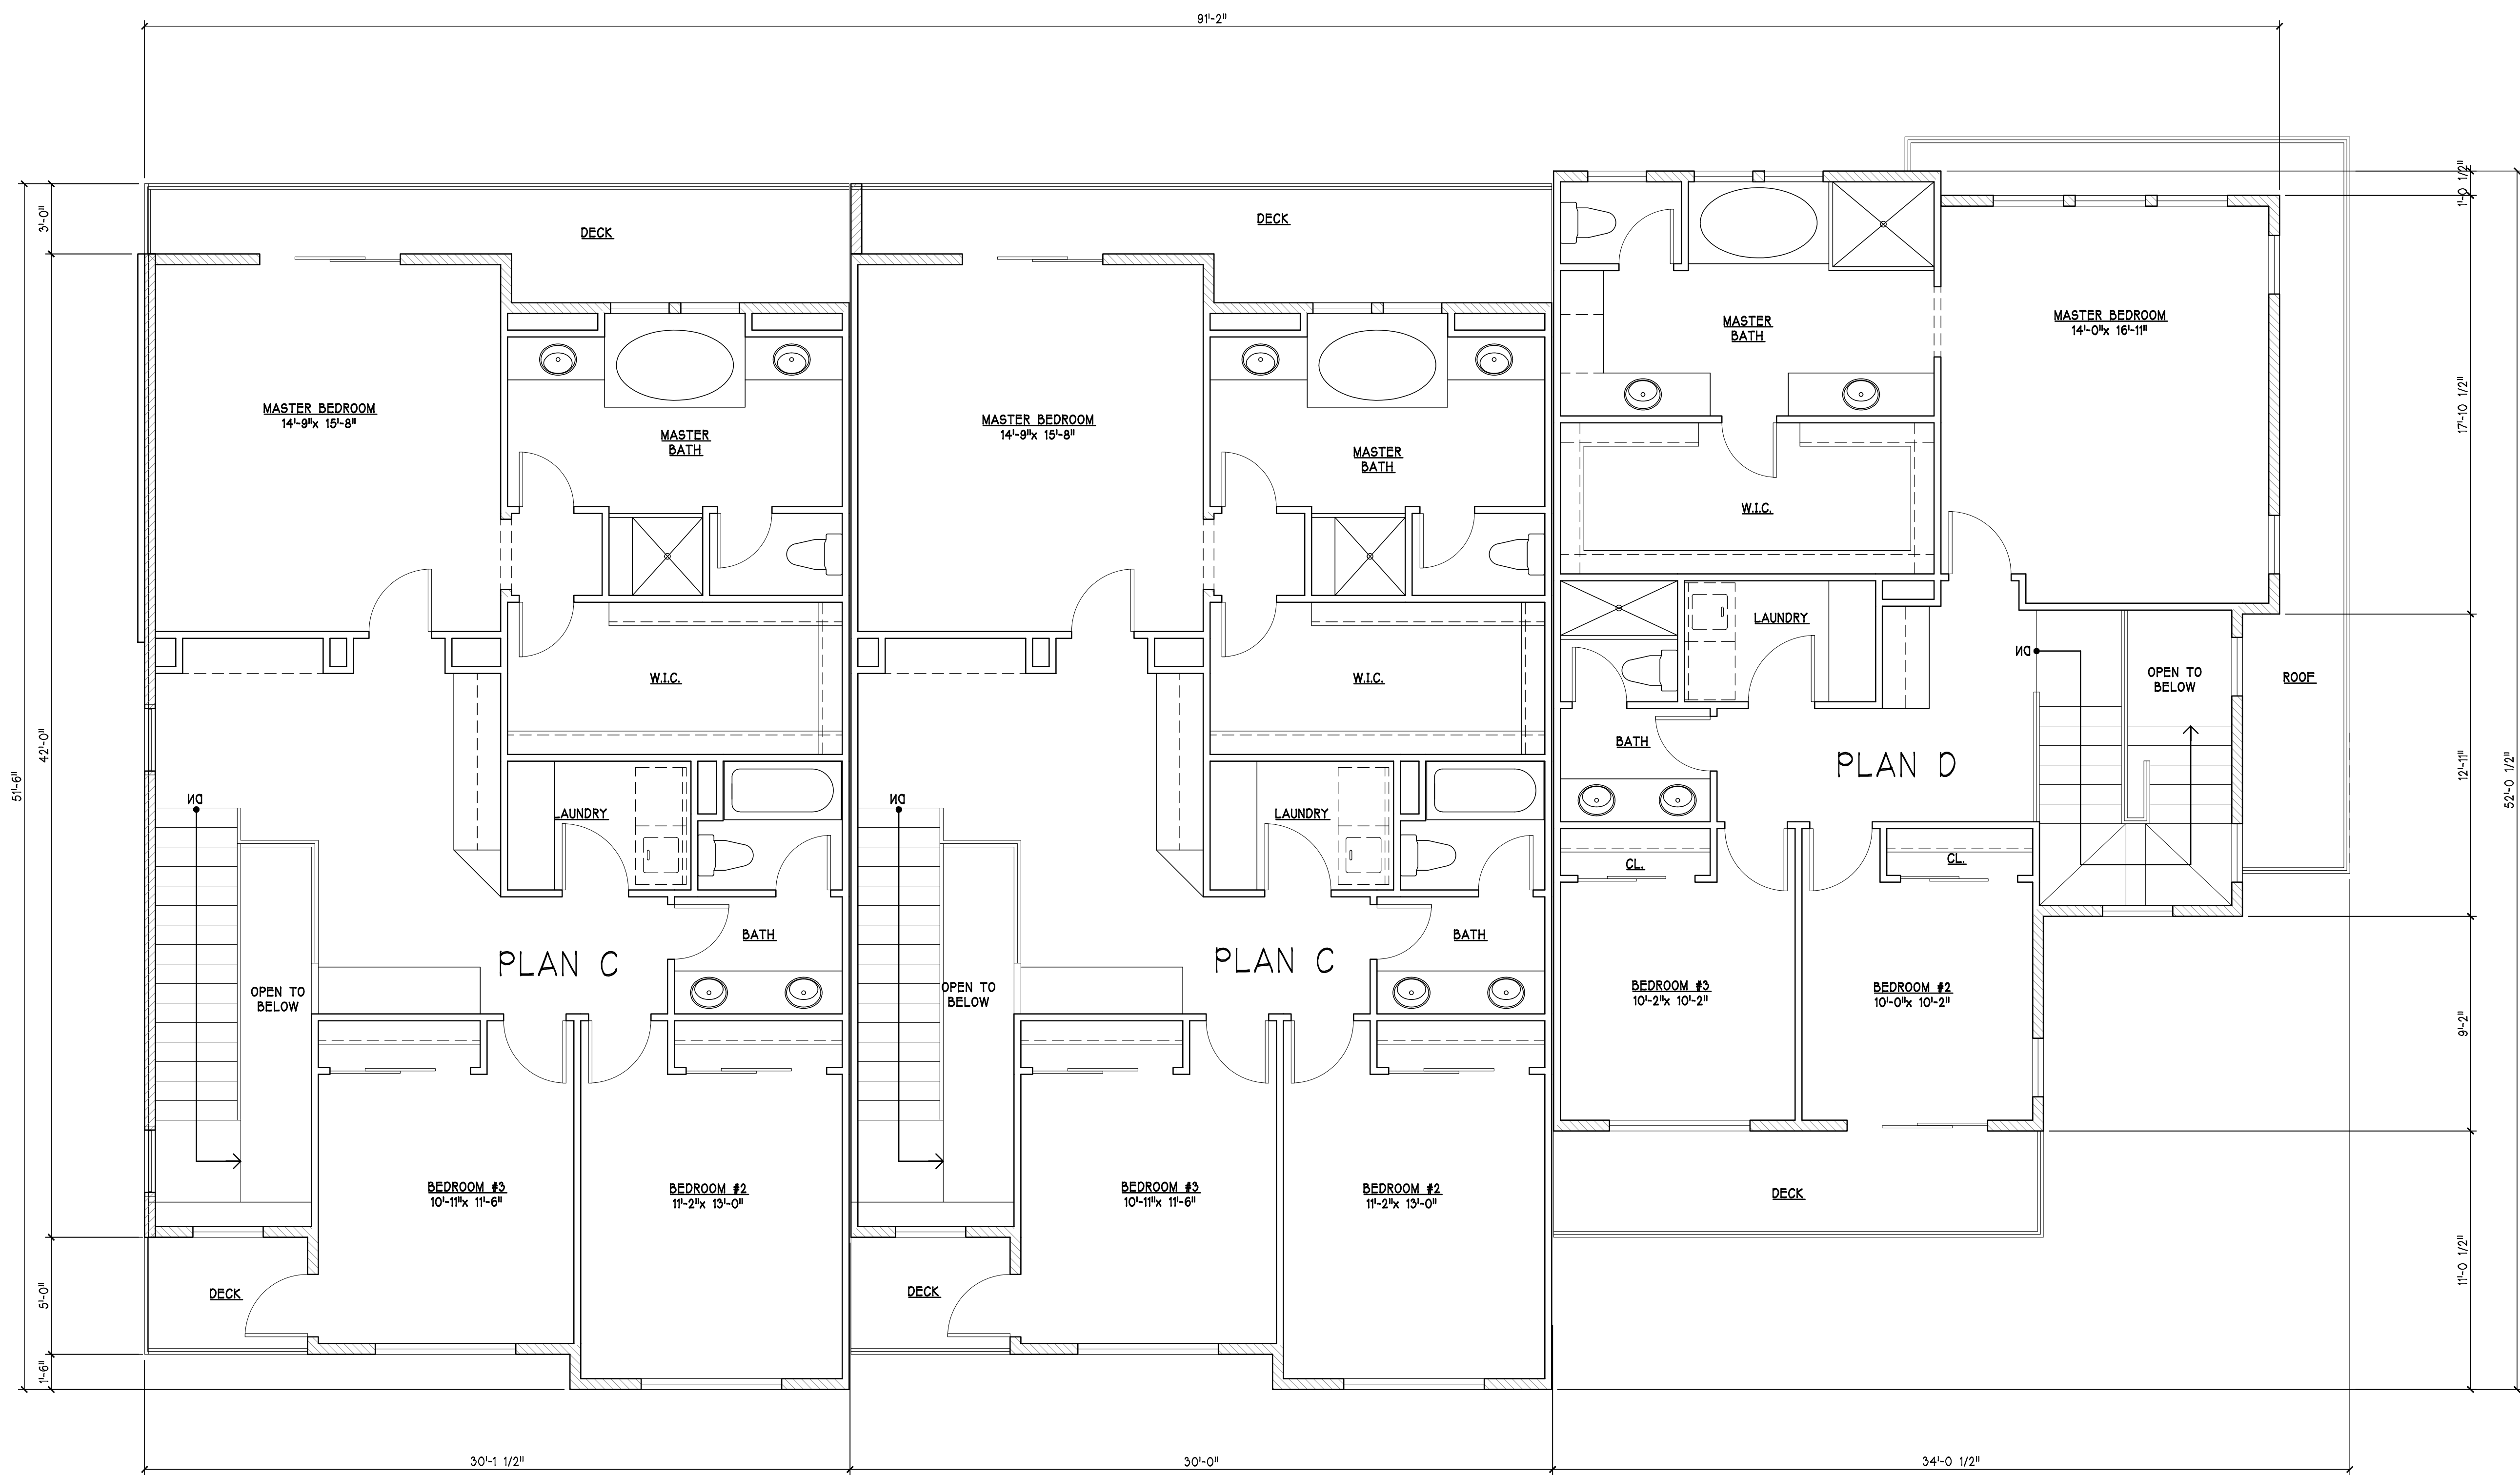 91'-2"
1'-0 1/2"
3'-0"
DECK
DECK
MASTER BEDROOM
14'-0"x 16'-11"
MASTER
BATH
MASTER BEDROOM
14'-9"x 15'-8"
MASTER BEDROOM
14'-9"x 15'-8"
17'-10 1/2"
MASTER
BATH
MASTER
BATH
W.I.C.
LAUNDRY
DN
OPEN TO
BELOW
ROOF
W.I.C.
W.I.C.
42'-0"
51'-6"
BATH
PLAN D
12'-11"
52'-0 1/2"
DN
LAUNDRY
DN
LAUNDRY
CL.
CL.
BATH
BATH
PLAN C
PLAN C
OPEN TO
BELOW
OPEN TO
BELOW
BEDROOM #3
10'-2"x 10'-2"
BEDROOM #2
10'-0"x 10'-2"
9'-2"
BEDROOM #3
10'-11"x 11'-6"
BEDROOM #2
11'-2"x 13'-0"
BEDROOM #3
10'-11"x 11'-6"
BEDROOM #2
11'-2"x 13'-0"
DECK
11'-0 1/2"
5'-0"
DECK
DECK
1'-6"
30'-1 1/2"
30'-0"
34'-0 1/2"